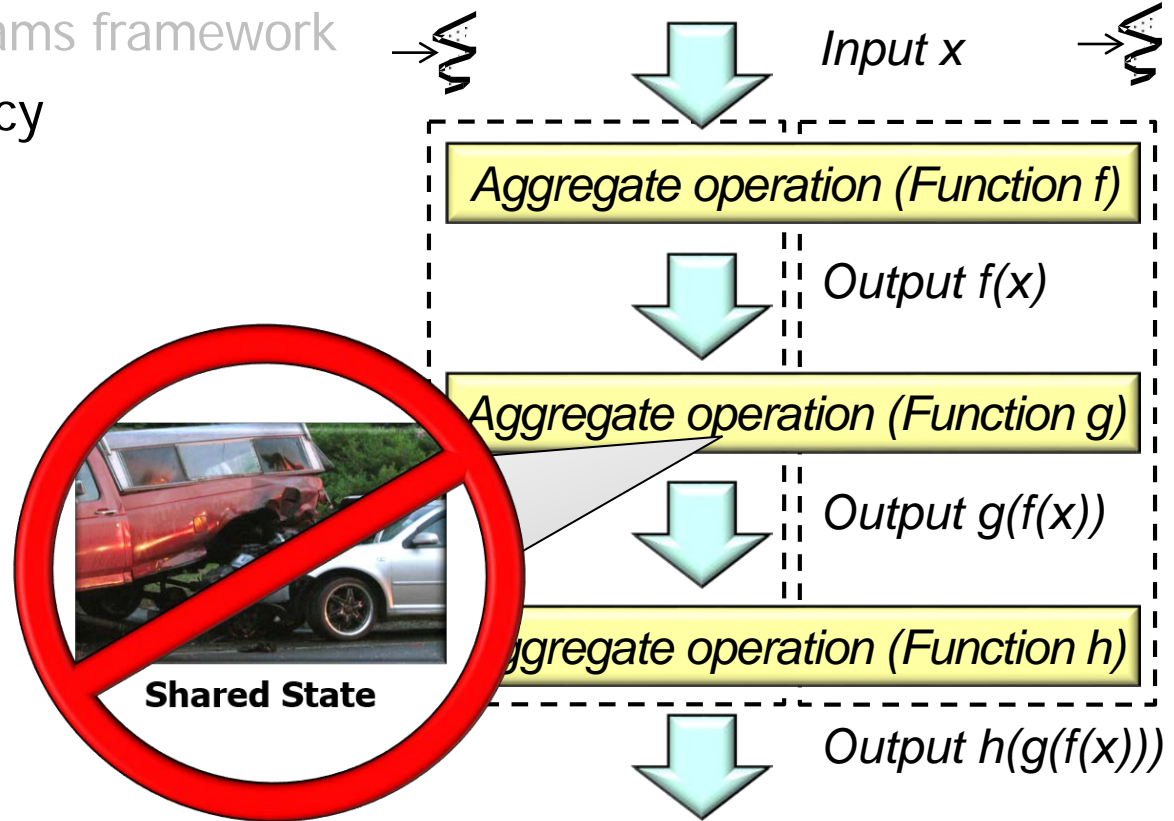 ams framework
cy
Input x
Aggregate operation (Function f)
Output f(x)
Aggregate operation (Function g)
Output g(f(x))
ggregate operation (Function h)
Output h(g(f(x)))
Shared State